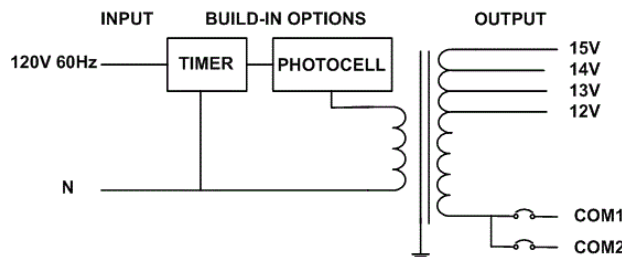 INPUT
BUILD-IN OPTIONS
OUTPUT
120V 60Hz
TIMER
PHOTOCELL
15V
14V
13V
12V
N
COM1
COM2